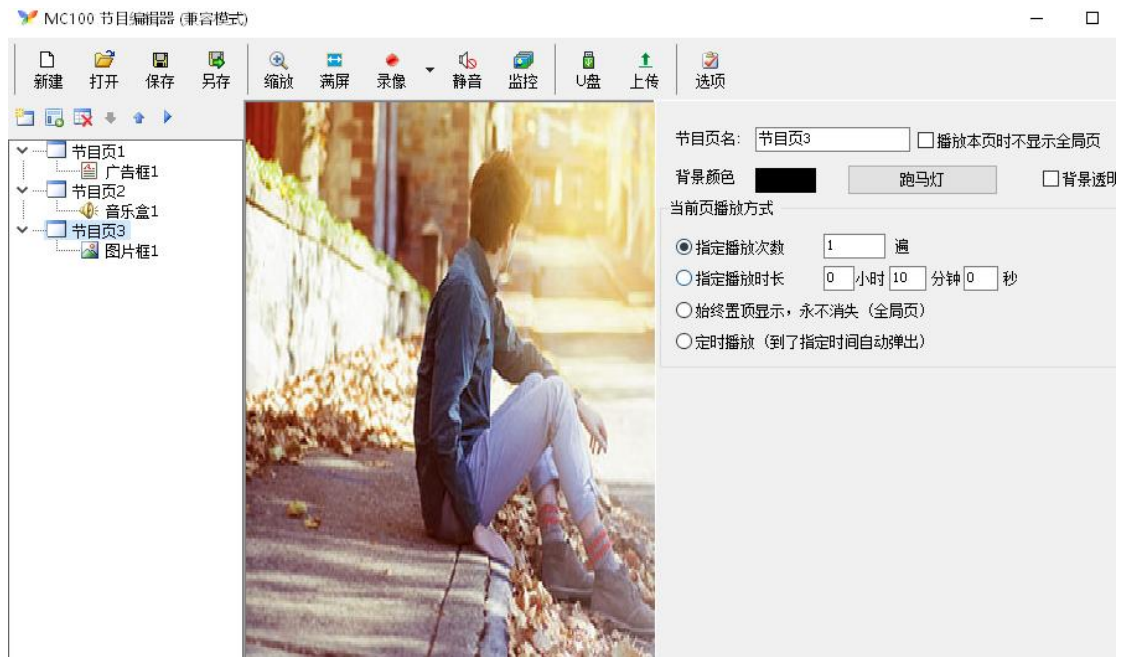 MC100 节目编辑器 (兼容模式)
新建 打开 保存 另存 缩放 满屏 录像 静音 监控 U盘 上传 选项
节目页1
广告框1
节目页2
音乐盒1
节目页3
图片框1
节目页名: 节目页3 播放本页时不显示全局页
背景颜色 跑马灯 背景透明
当前页播放方式
指定播放次数 1 遍
指定播放时长 0 小时 10 分钟 0 秒
始终置顶显示，永不消失（全局页）
定时播放（到了指定时间自动弹出）